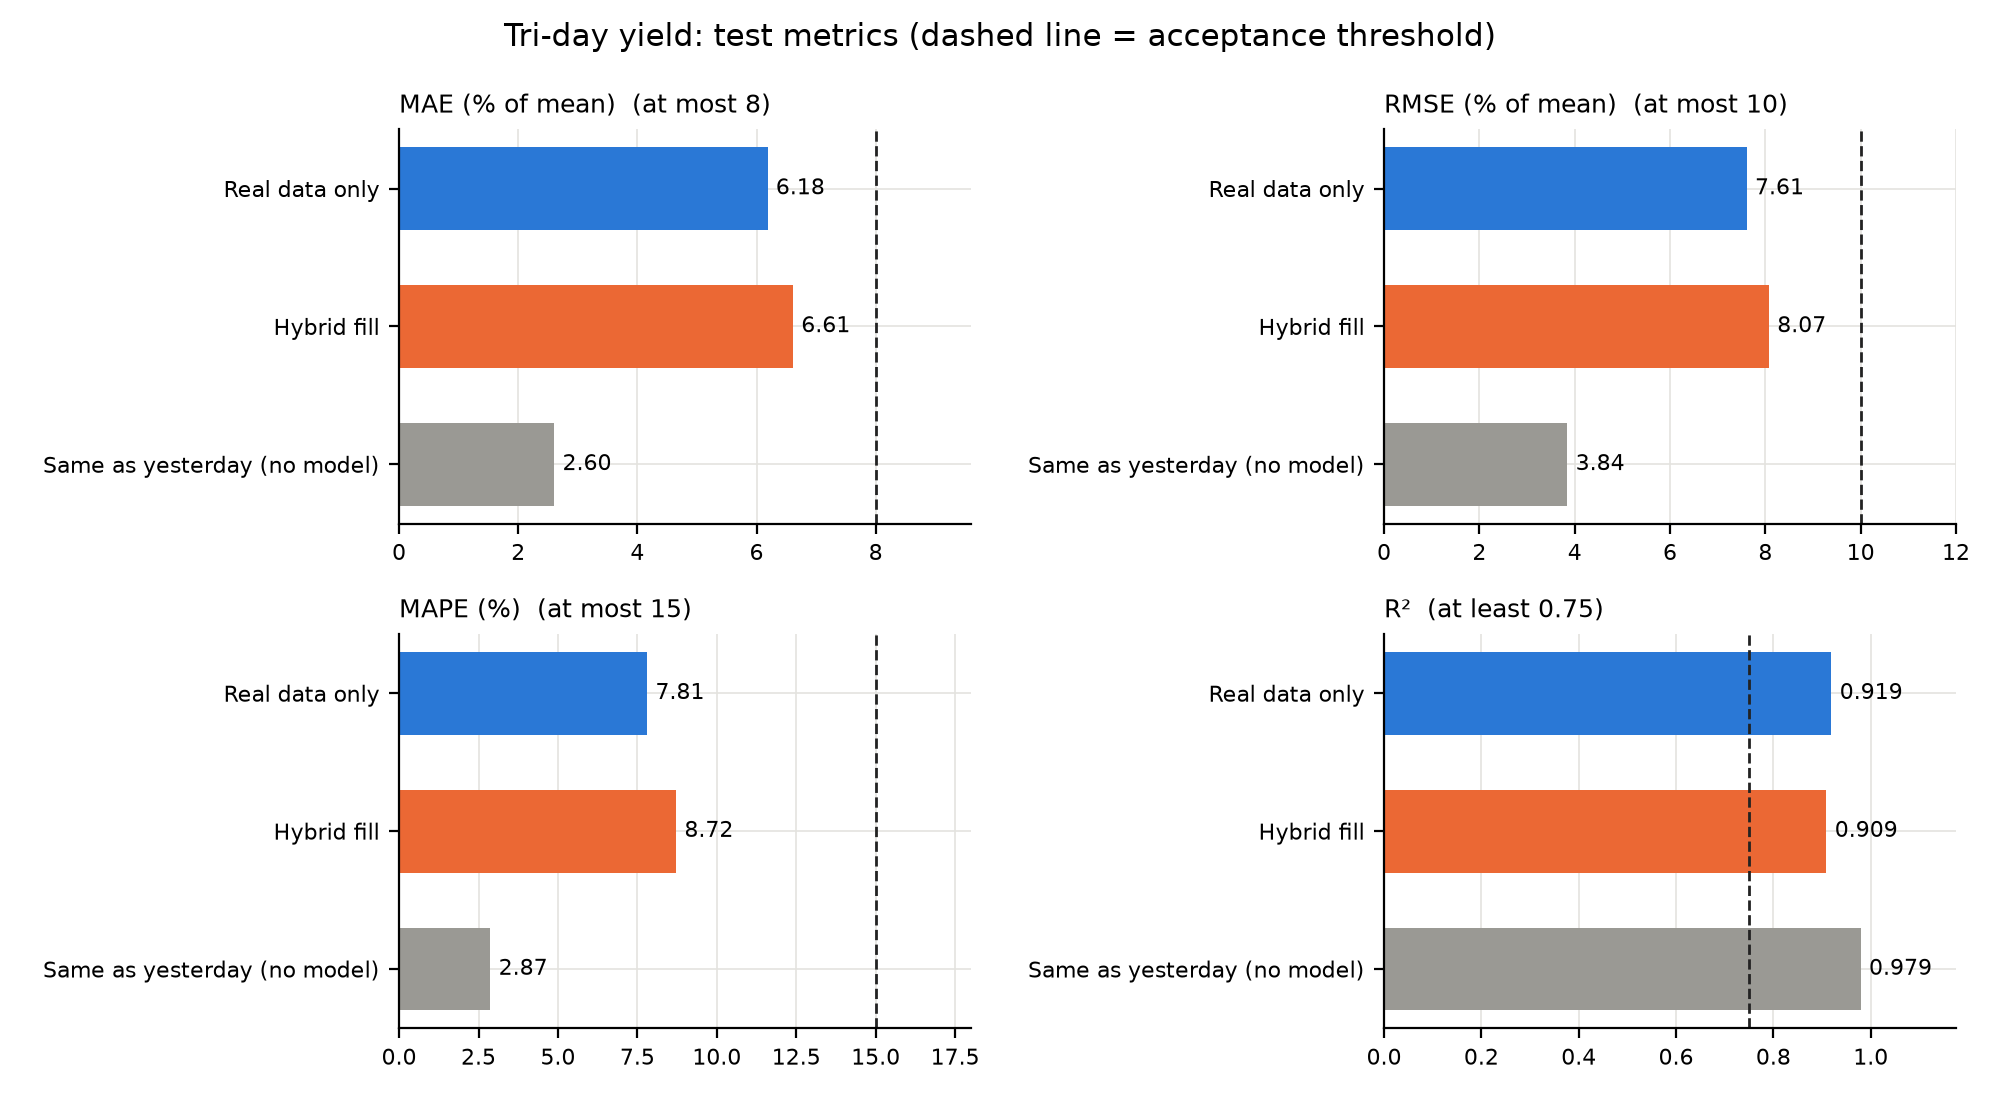 Tri-day yield: test metrics (dashed line = acceptance threshold)
MAE (% of mean)  (at most 8)
Real data only
6.18
Hybrid fill
6.61
Same as yesterday (no model)
2.60
0 2 4 6 8
RMSE (% of mean)  (at most 10)
Real data only
7.61
Hybrid fill
8.07
Same as yesterday (no model)
3.84
0 2 4 6 8 10 12
MAPE (%)  (at most 15)
Real data only
7.81
Hybrid fill
8.72
Same as yesterday (no model)
2.87
0.0 2.5 5.0 7.5 10.0 12.5 15.0 17.5
R²  (at least 0.75)
Real data only
0.919
Hybrid fill
0.909
Same as yesterday (no model)
0.979
0.0 0.2 0.4 0.6 0.8 1.0